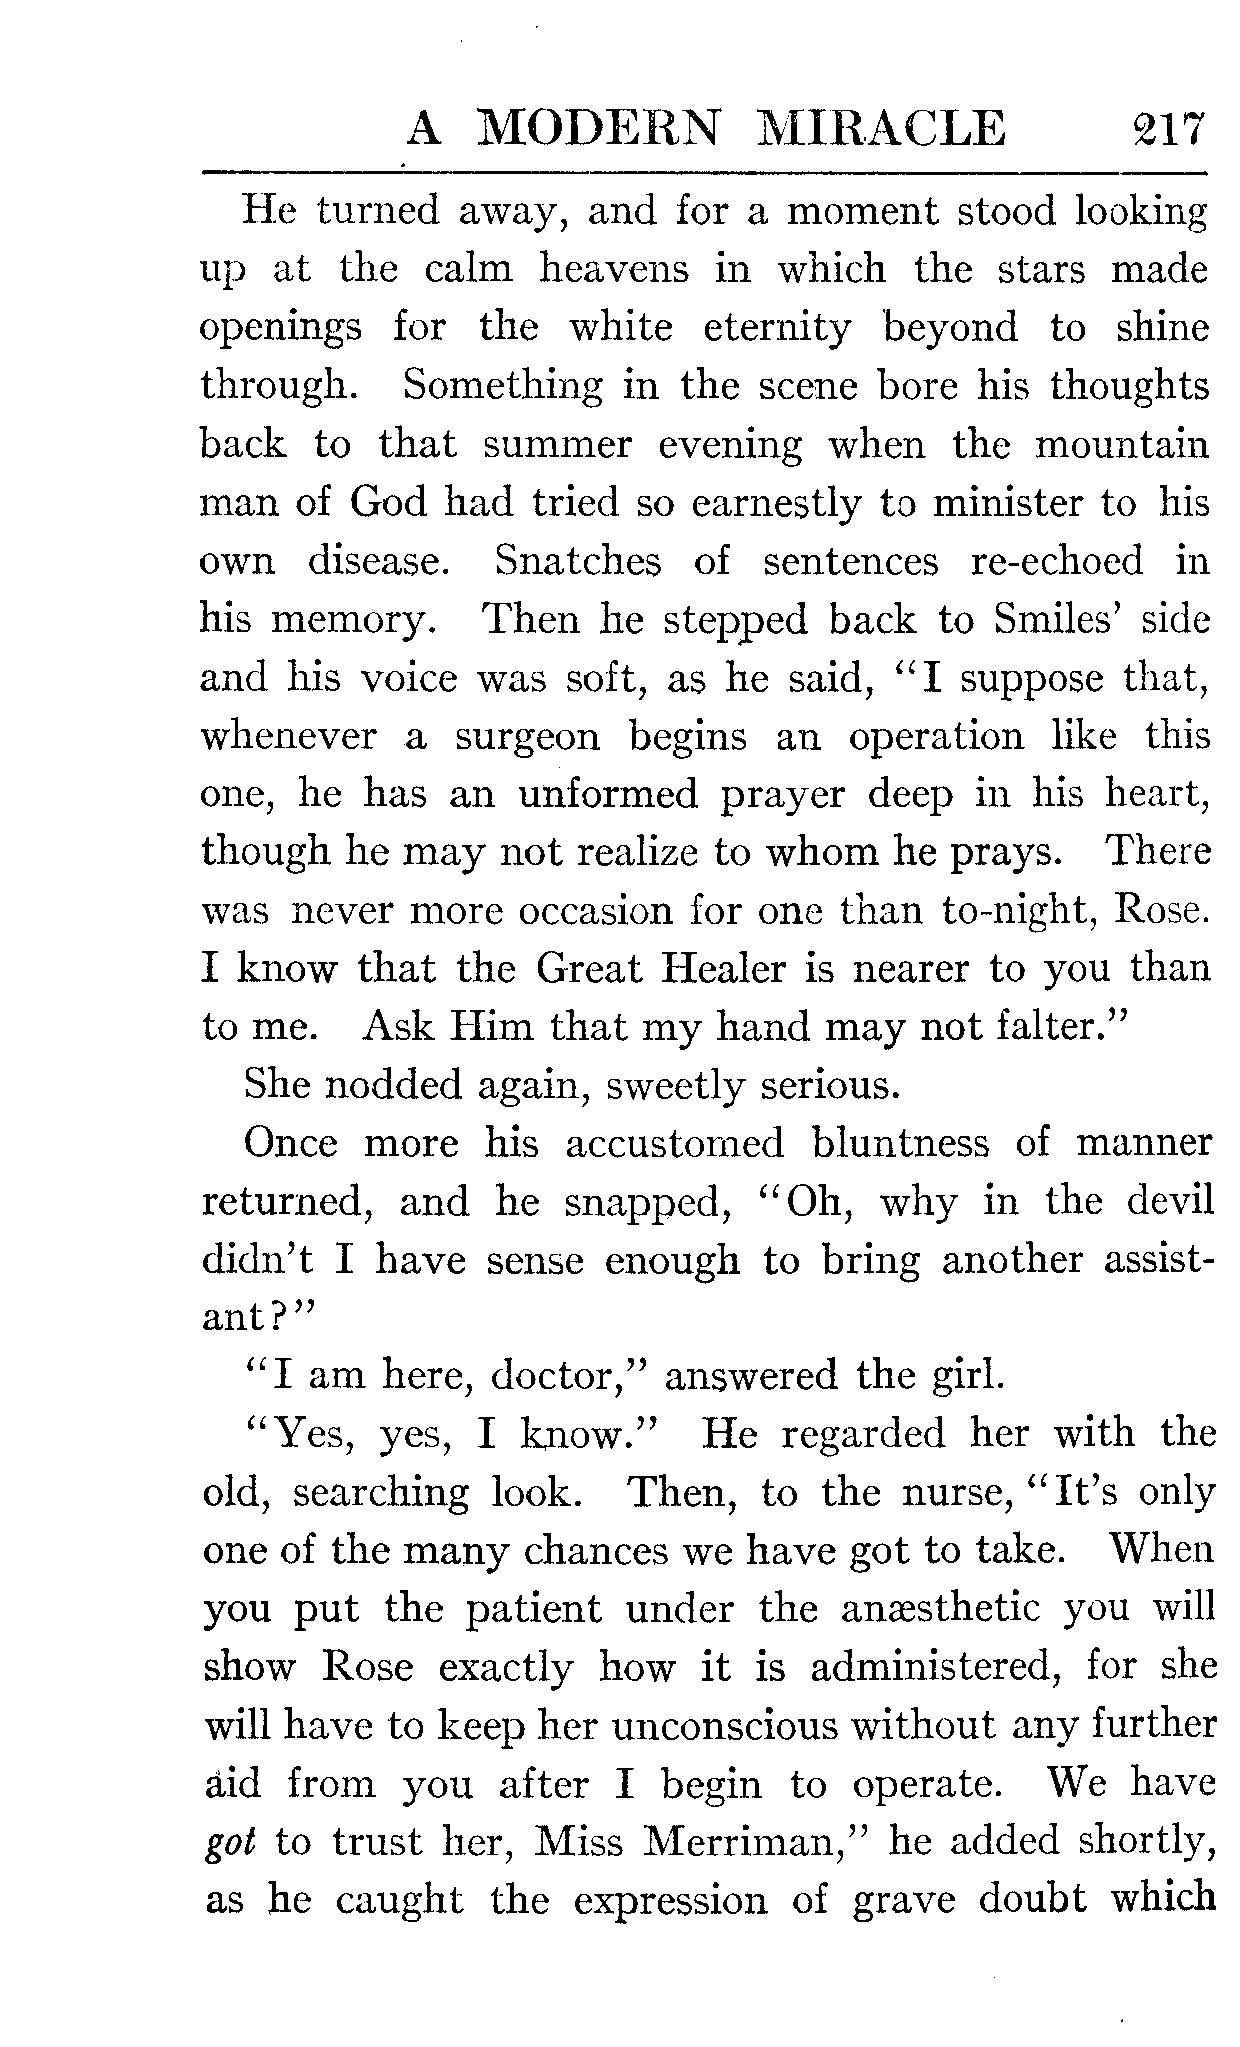 A MODERN MIRACLE 217
He turned away, and for a moment stood looking
up at the calm heavens in which the stars made
openings for the white eternity beyond to shine
through. Something in the scene bore his thoughts
back to that summer evening when the mountain
man of God had tried so earnestly to minister to his
own disease. Snatches of sentences re-echoed in
his memory. Then he stepped back to Smiles’ side
and his voice was soft, as he said, “I suppose that,
whenever a surgeon begins an operation like this
one, he has an unformed prayer deep in his heart,
though he may not realize to whom he prays. There
was never more occasion for one than to-night, Rose.
I know that the Great Healer is nearer to you than
to me. Ask Him that my hand may not falter.”
She nodded again, sweetly serious.
Once more his accustomed bluntness of manner
returned, and he snapped, “Oh, why in the devil
didn’t I have sense enough to bring another assist-
ant?”
“I am here, doctor,” answered the girl.
“Yes, yes, I know.” He regarded her with the
old, searching look. Then, to the nurse, “It’s only
one of the many chances we have got to take. When
you put the patient under the anæsthetic you will
show Rose exactly how it is administered, for she
will have to keep her unconscious without any further
aid from you after I begin to operate. We have
got to trust her, Miss Merriman,” he added shortly,
as he caught the expression of grave doubt which